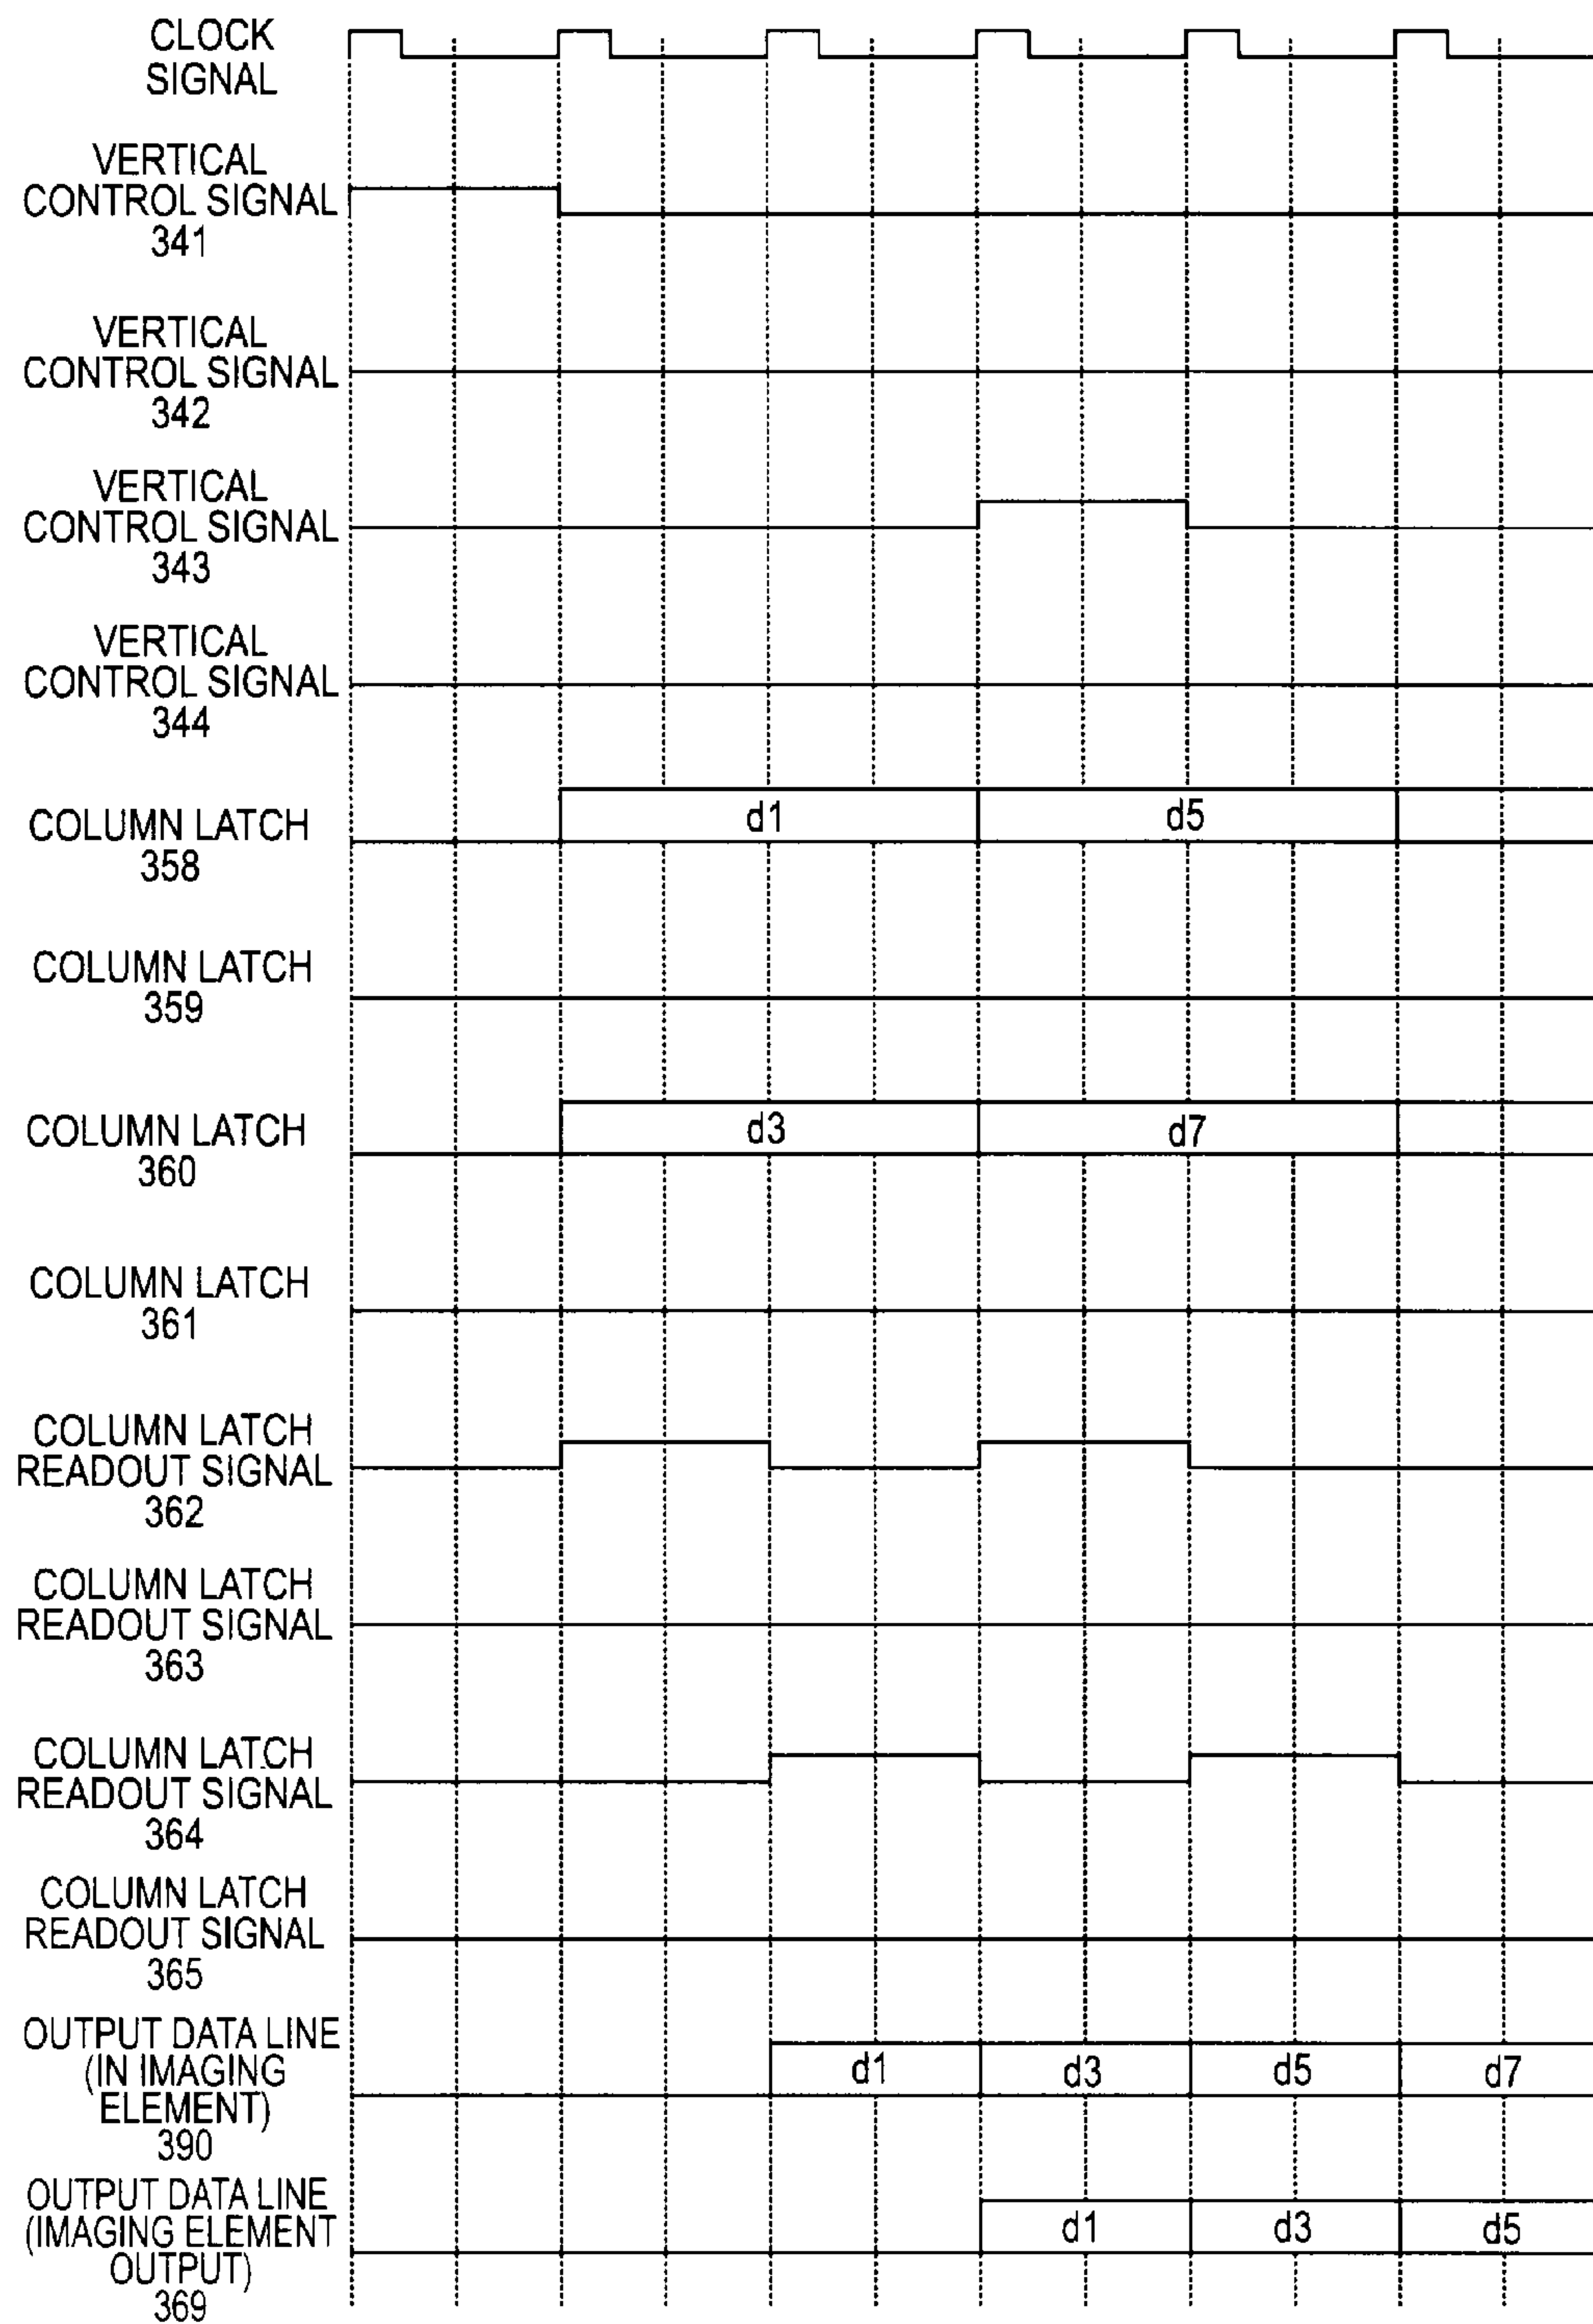 CLOCK
SIGNAL
VERTICAL
CONTROL SIGNAL
341
VERTICAL
CONTROL SIGNAL
342
VERTICAL
CONTROL SIGNAL
343
VERTICAL
CONTROL SIGNAL
344
COLUMN LATCH
358
d1 d5
COLUMN LATCH
359
COLUMN LATCH
360
d3 d7
COLUMN LATCH
361
COLUMN LATCH
READOUT SIGNAL
362
COLUMN LATCH
READOUT SIGNAL
363
COLUMN LATCH
READOUT SIGNAL
364
COLUMN LATCH
READOUT SIGNAL
365
OUTPUT DATA LINE
(IN IMAGING
ELEMENT)
390
d1 d3 d5 d7
OUTPUT DATA LINE
(IMAGING ELEMENT
OUTPUT)
369
d1 d3 d5